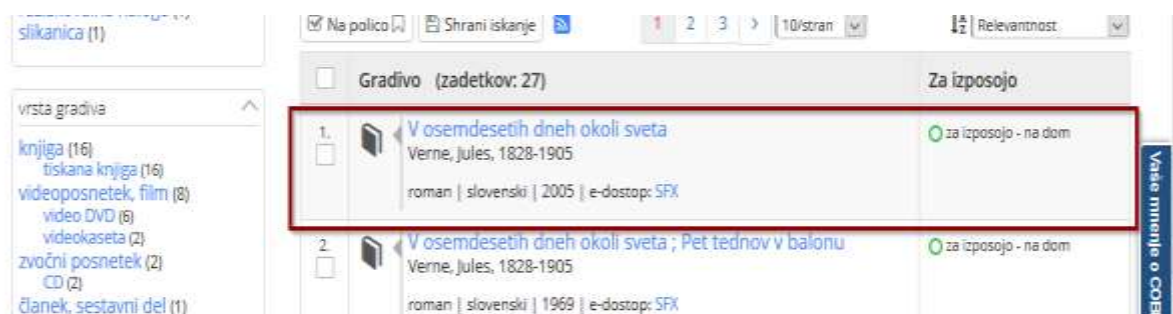 slikanica (1)
Na polico
Shrani iskanje
1 2 3 > 10/stran
Relevantnost
Gradivo (zadetkov: 27)
Za izposojo
vrsta gradiva
knjiga (16)
tiskana knjiga (16)
videoposnetek, film (8)
video DVD (6)
videokaseta (2)
zvočni posnetek (2)
CD (2)
članek, sestavni del (1)
1.
V osemdesetih dneh okoli sveta
Verne, Jules, 1828-1905
roman | slovenski | 2005 | e-dostop: SFX
za izposojo - na dom
2.
V osemdesetih dneh okoli sveta ; Pet tednov v balonu
Verne, Jules, 1828-1905
roman | slovenski | 1969 | e-dostop: SFX
za izposojo - na dom
Vaše mnenje o